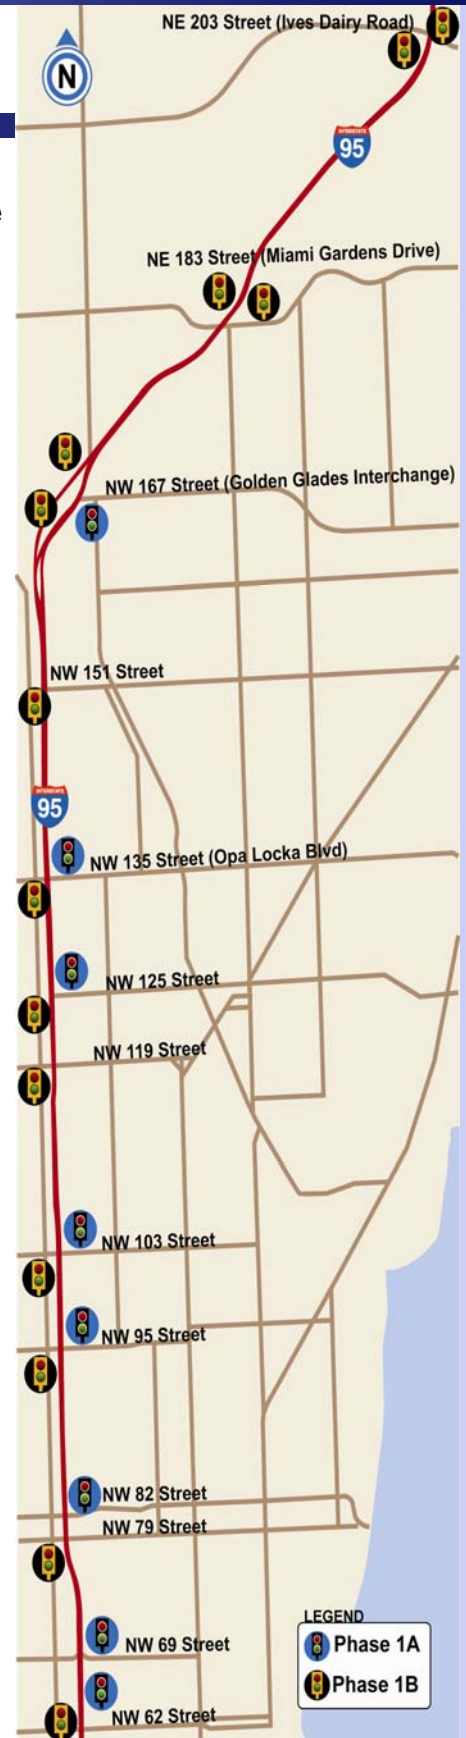 NE 203 Street (Ives Dairy Road)
N
INTERSTATE
95
e
NE 183 Street (Miami Gardens Drive)
NW 167 Street (Golden Glades Interchange)
NW 151 Street
INTERSTATE
95
NW 135 Street (Opa Locka Blvd)
NW 125 Street
NW 119 Street
NW 103 Street
NW 95 Street
NW 82 Street
NW 79 Street
LEGEND
Phase 1A
Phase 1B
NW 69 Street
NW 62 Street